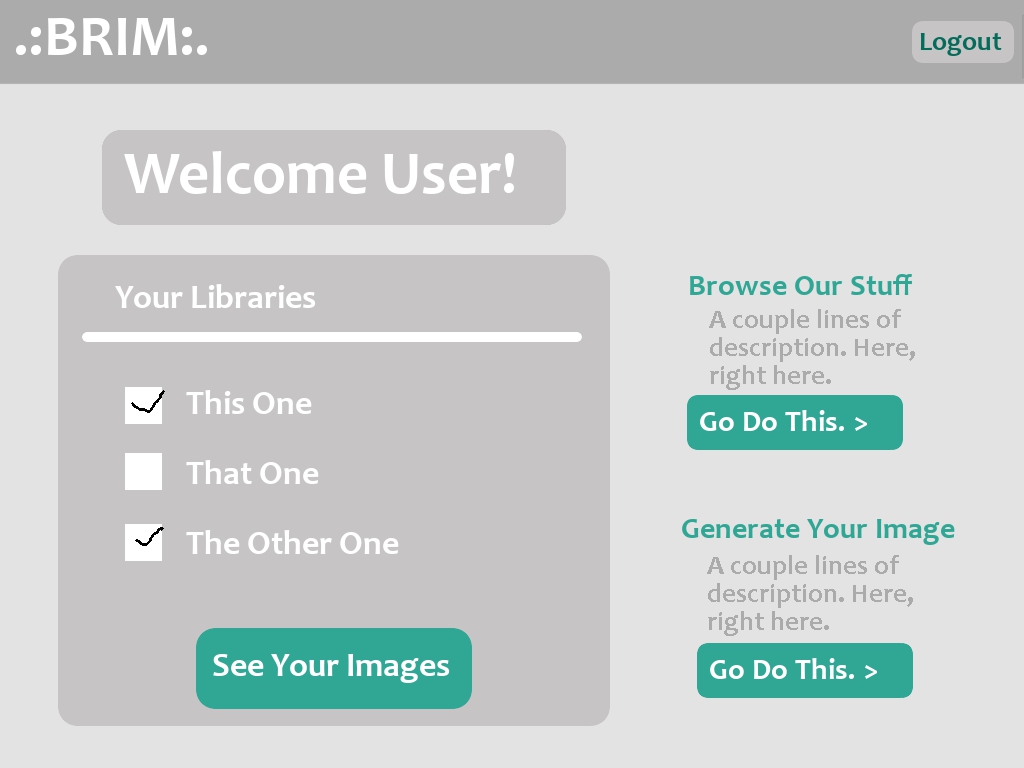 .:BRIM:.
Logout
Welcome User!
Your Libraries
This One
That One
The Other One
See Your Images
Browse Our Stuff
A couple lines of
description. Here,
right here.
Go Do This. >
Generate Your Image
A couple lines of
description. Here,
right here.
Go Do This. >